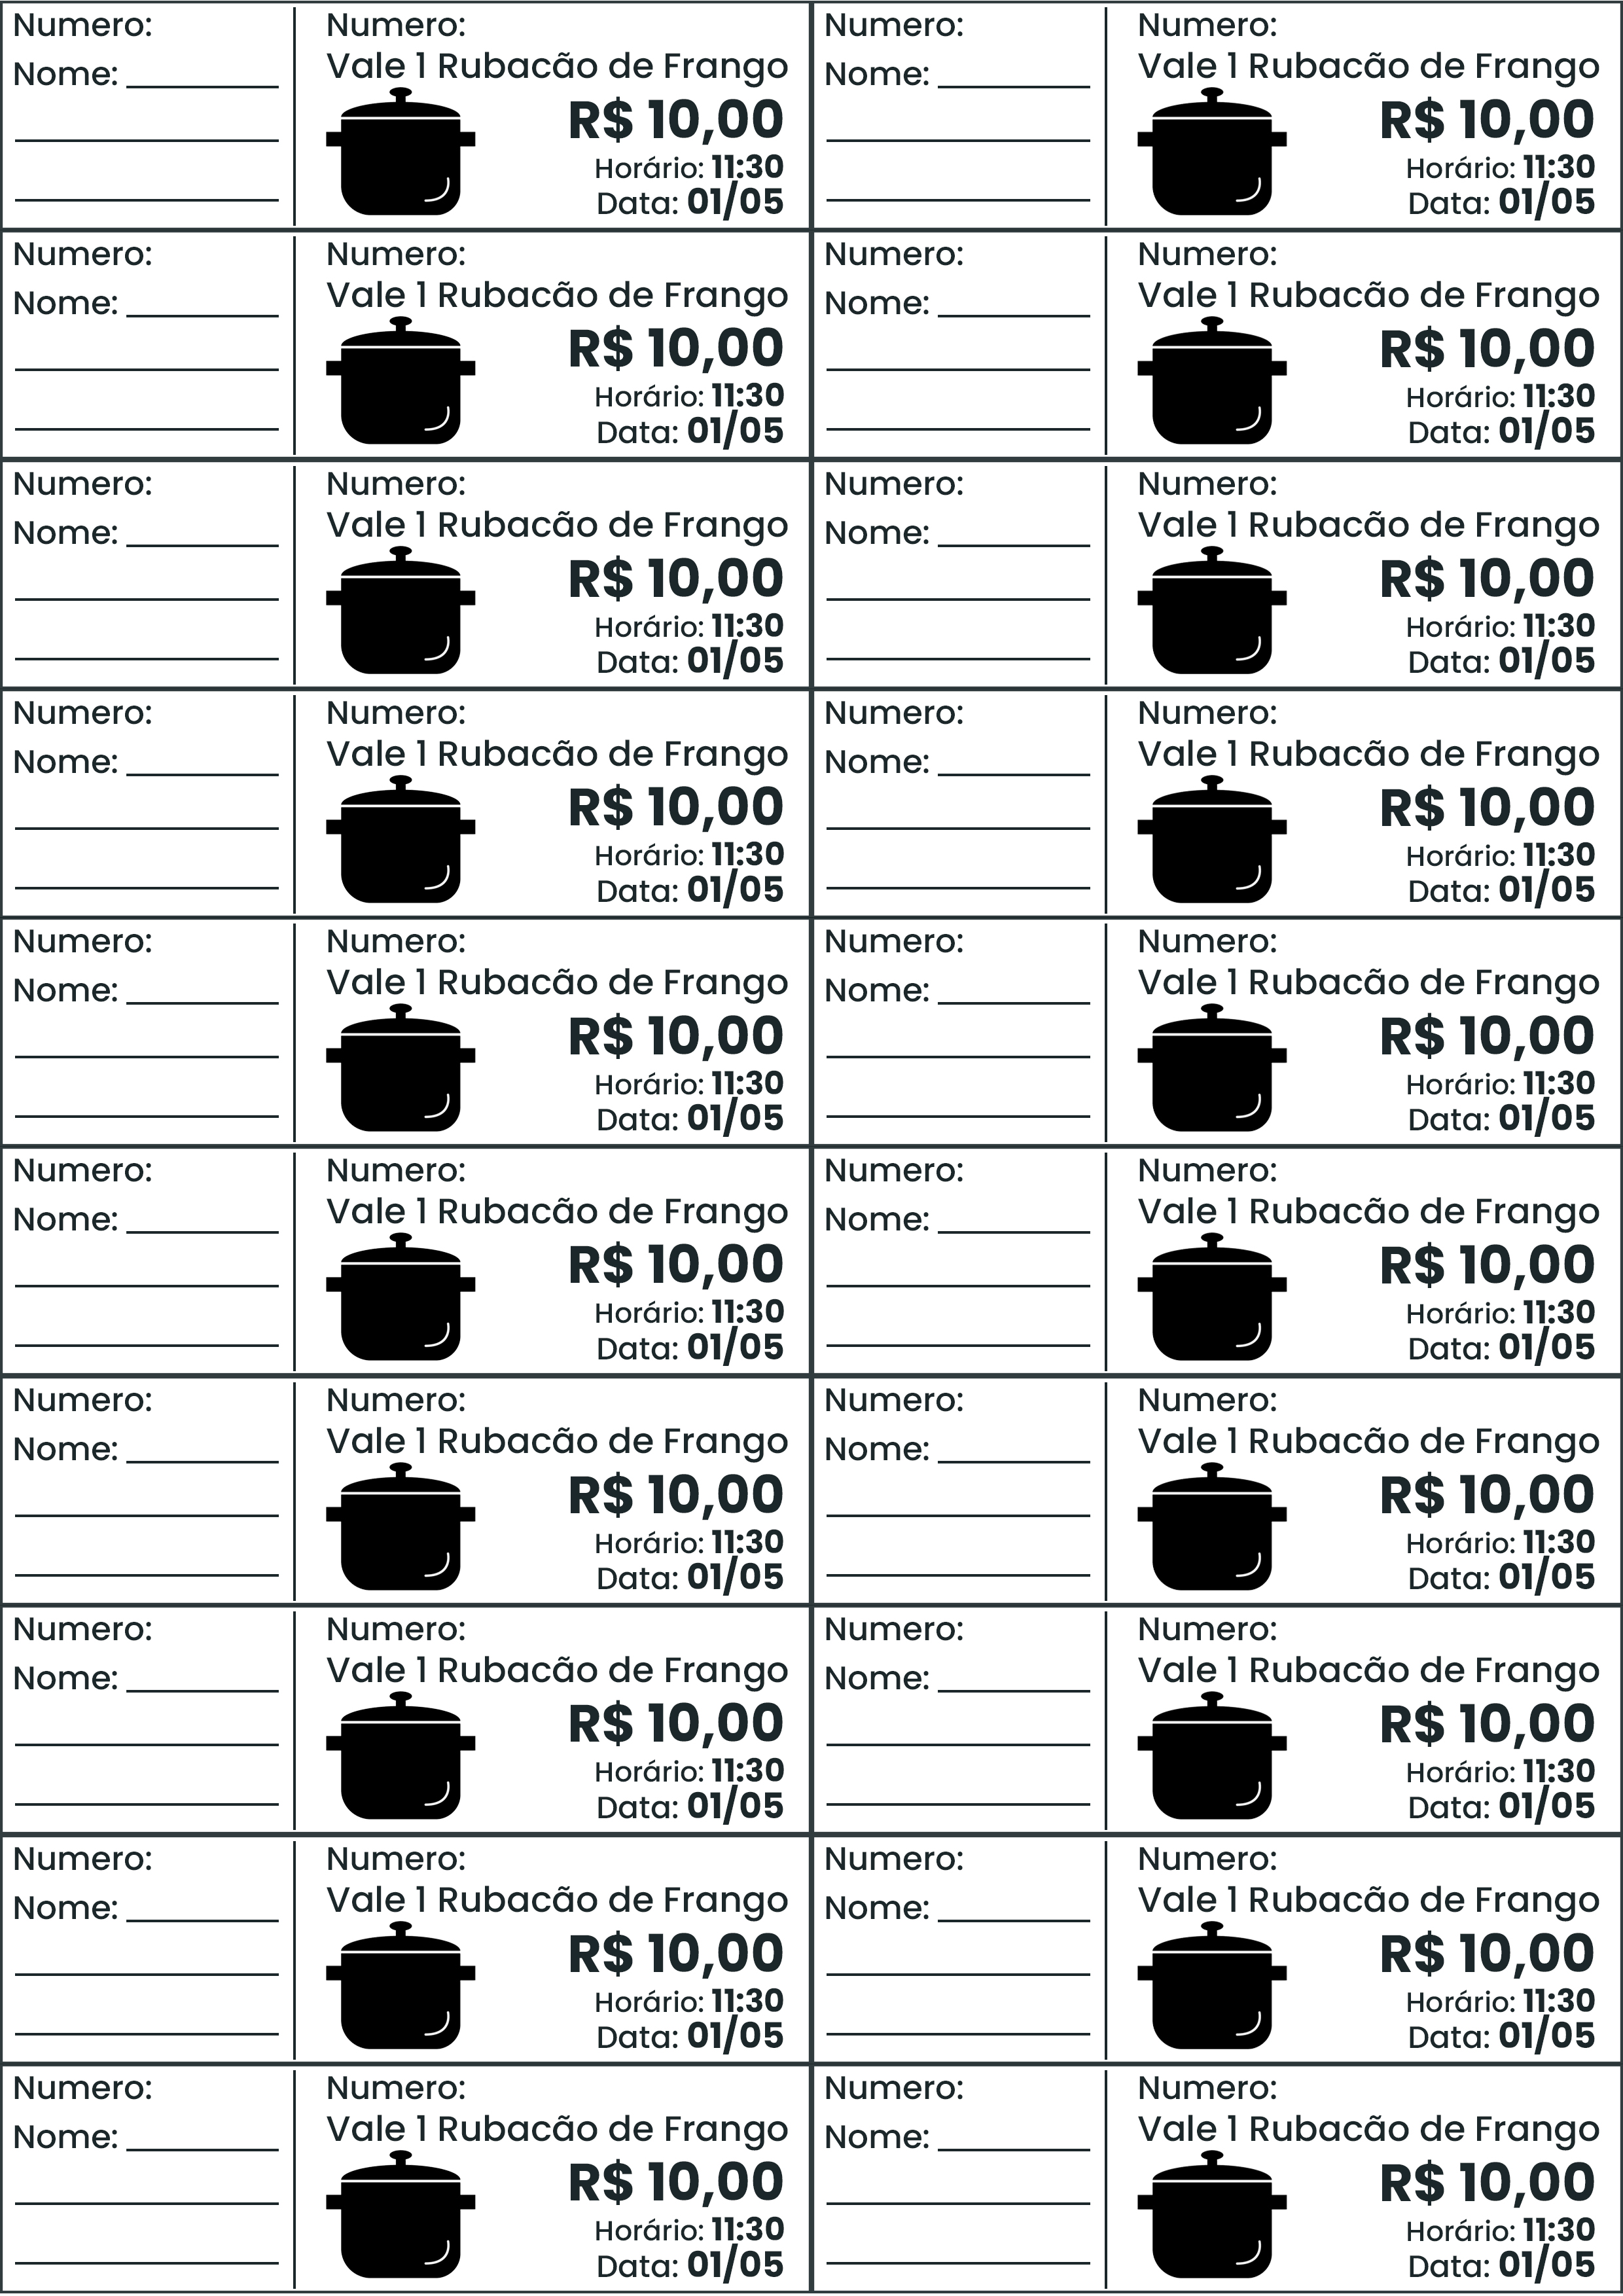 Numero:
Nome:
Numero:
Vale 1 Rubacão de Frango
R$ 10,00
Horário: 11:30
Data: 01/05
Numero:
Nome:
Numero:
Vale 1 Rubacão de Frango
R$ 10,00
Horário: 11:30
Data: 01/05
Numero:
Nome:
Numero:
Vale 1 Rubacão de Frango
R$ 10,00
Horário: 11:30
Data: 01/05
Numero:
Nome:
Numero:
Vale 1 Rubacão de Frango
R$ 10,00
Horário: 11:30
Data: 01/05
Numero:
Nome:
Numero:
Vale 1 Rubacão de Frango
R$ 10,00
Horário: 11:30
Data: 01/05
Numero:
Nome:
Numero:
Vale 1 Rubacão de Frango
R$ 10,00
Horário: 11:30
Data: 01/05
Numero:
Nome:
Numero:
Vale 1 Rubacão de Frango
R$ 10,00
Horário: 11:30
Data: 01/05
Numero:
Nome:
Numero:
Vale 1 Rubacão de Frango
R$ 10,00
Horário: 11:30
Data: 01/05
Numero:
Nome:
Numero:
Vale 1 Rubacão de Frango
R$ 10,00
Horário: 11:30
Data: 01/05
Numero:
Nome:
Numero:
Vale 1 Rubacão de Frango
R$ 10,00
Horário: 11:30
Data: 01/05
Numero:
Nome:
Numero:
Vale 1 Rubacão de Frango
R$ 10,00
Horário: 11:30
Data: 01/05
Numero:
Nome:
Numero:
Vale 1 Rubacão de Frango
R$ 10,00
Horário: 11:30
Data: 01/05
Numero:
Nome:
Numero:
Vale 1 Rubacão de Frango
R$ 10,00
Horário: 11:30
Data: 01/05
Numero:
Nome:
Numero:
Vale 1 Rubacão de Frango
R$ 10,00
Horário: 11:30
Data: 01/05
Numero:
Nome:
Numero:
Vale 1 Rubacão de Frango
R$ 10,00
Horário: 11:30
Data: 01/05
Numero:
Nome:
Numero:
Vale 1 Rubacão de Frango
R$ 10,00
Horário: 11:30
Data: 01/05
Numero:
Nome:
Numero:
Vale 1 Rubacão de Frango
R$ 10,00
Horário: 11:30
Data: 01/05
Numero:
Nome:
Numero:
Vale 1 Rubacão de Frango
R$ 10,00
Horário: 11:30
Data: 01/05
Numero:
Nome:
Numero:
Vale 1 Rubacão de Frango
R$ 10,00
Horário: 11:30
Data: 01/05
Numero:
Nome:
Numero:
Vale 1 Rubacão de Frango
R$ 10,00
Horário: 11:30
Data: 01/05